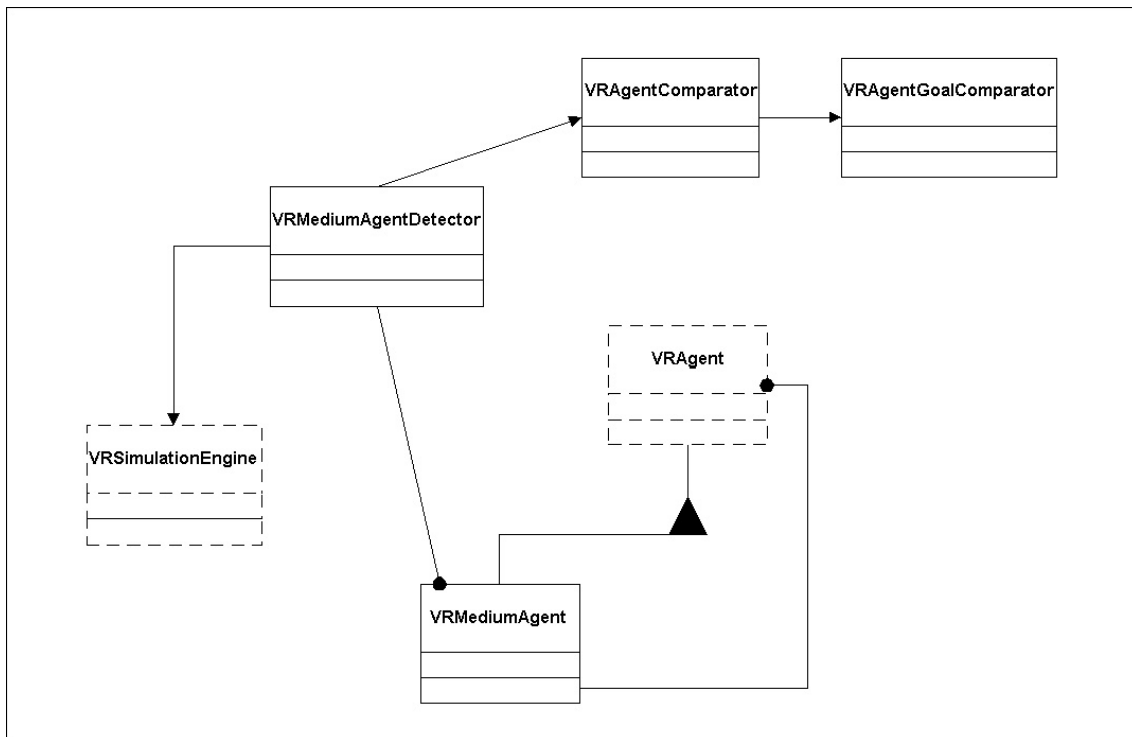 VRAgentComparator
VRAgentGoalComparator
VRMediumAgentDetector
VRAgent
VRSimulationEngine
VRMediumAgent